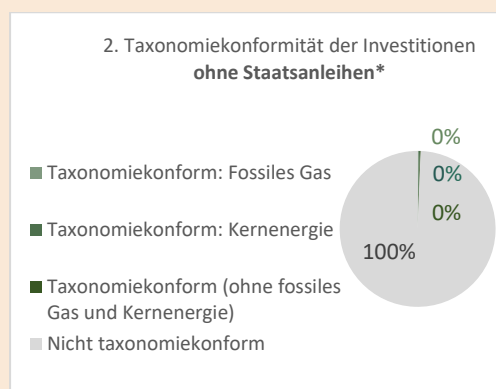 2. Taxonomiekonformität der Investitionen
ohne Staatsanleihen*
0%
Taxonomiekonform: Fossiles Gas
0%
Taxonomiekonform: Kernenergie
0%
100%
Taxonomiekonform (ohne fossiles
Gas und Kernenergie)
Nicht taxonomiekonform